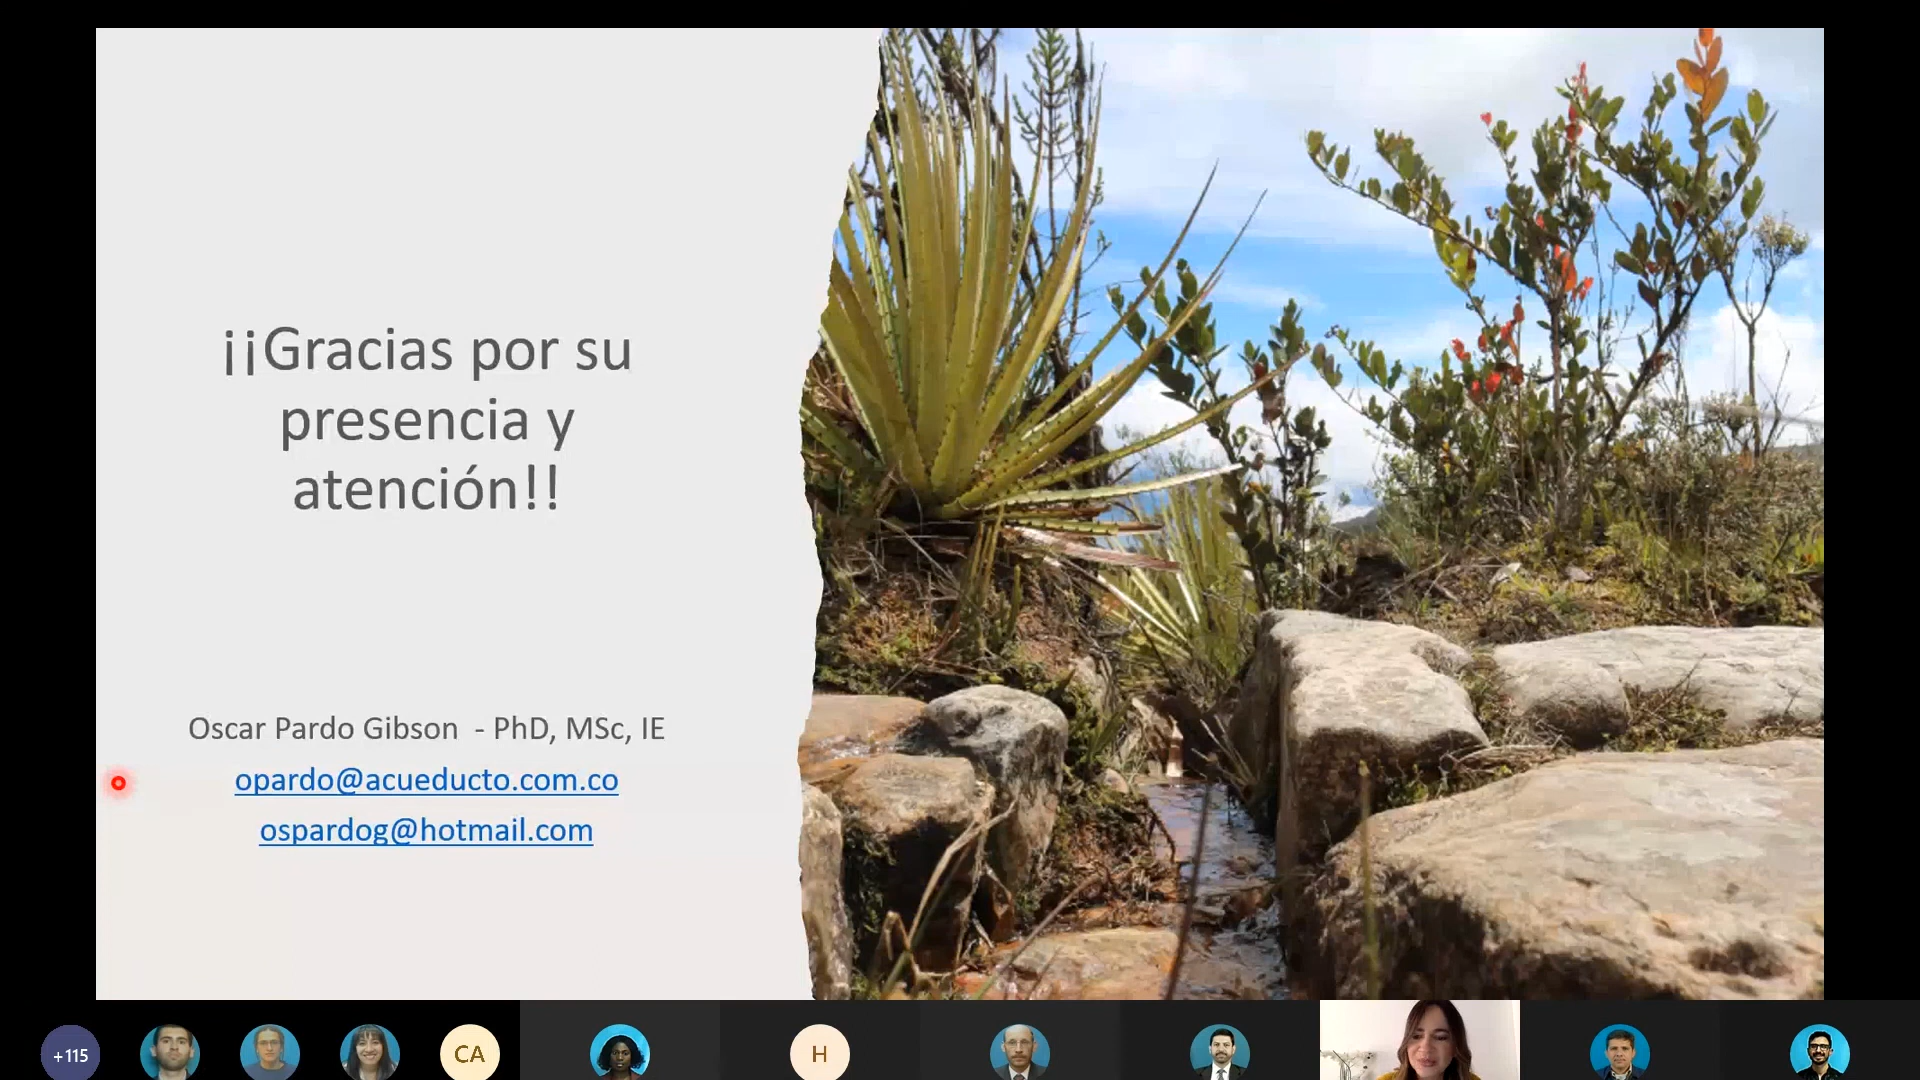 ¡¡Gracias por su
presencia y
atención!!
Oscar Pardo Gibson - PhD, MSc, IE
opardo@acueducto.com.co
ospardog@hotmail.com
+115
CA
H